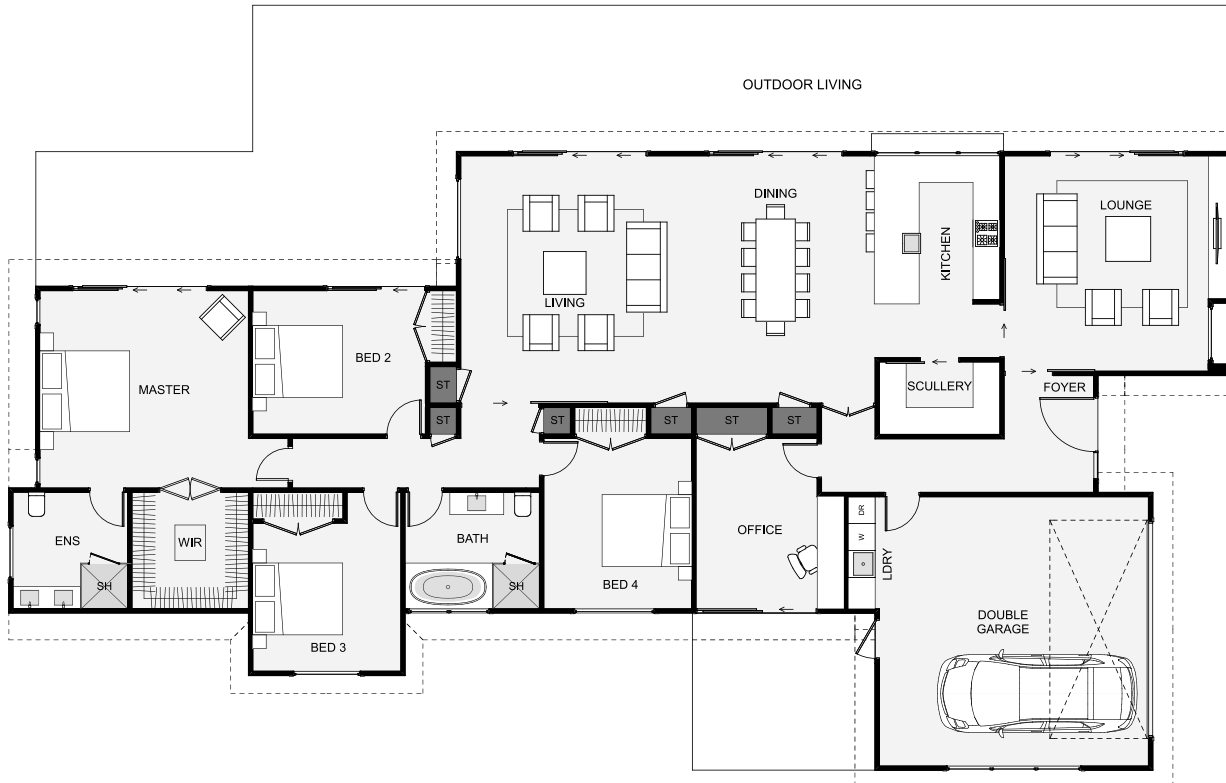 OUTDOOR LIVING
DINING
LOUNGE
KITCHEN
LIVING
BED 2
MASTER
ST
SCULLERY
FOYER
ST
ST
ST
ST
ST
DR
W
LDRY
OFFICE
ENS
WIR
BATH
BED 4
SH
SH
DOUBLE
GARAGE
BED 3